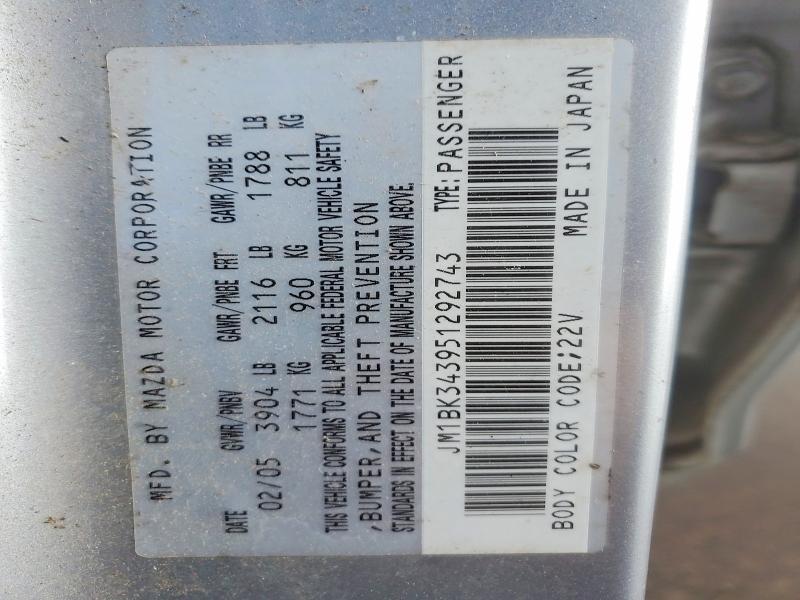 MFD. BY MAZDA MOTOR CORPORATION
DATE GVWR/PNBV GAWR/PNBE FRT GAWR/PNBE RR
02/05 3904 LB 2116 LB 1788 LB
1771 KG 960 KG 811 KG
THIS VEHICLE CONFORMS TO ALL APPLICABLE FEDERAL MOTOR VEHICLE SAFETY
,BUMPER,AND THEFT PREVENTION
STANDARDS IN EFFECT ON THE DATE OF MANUFACTURE SHOWN ABOVE.
JM1BK343951292743 TYPE:PASSENGER
BODY COLOR CODE;22V MADE IN JAPAN